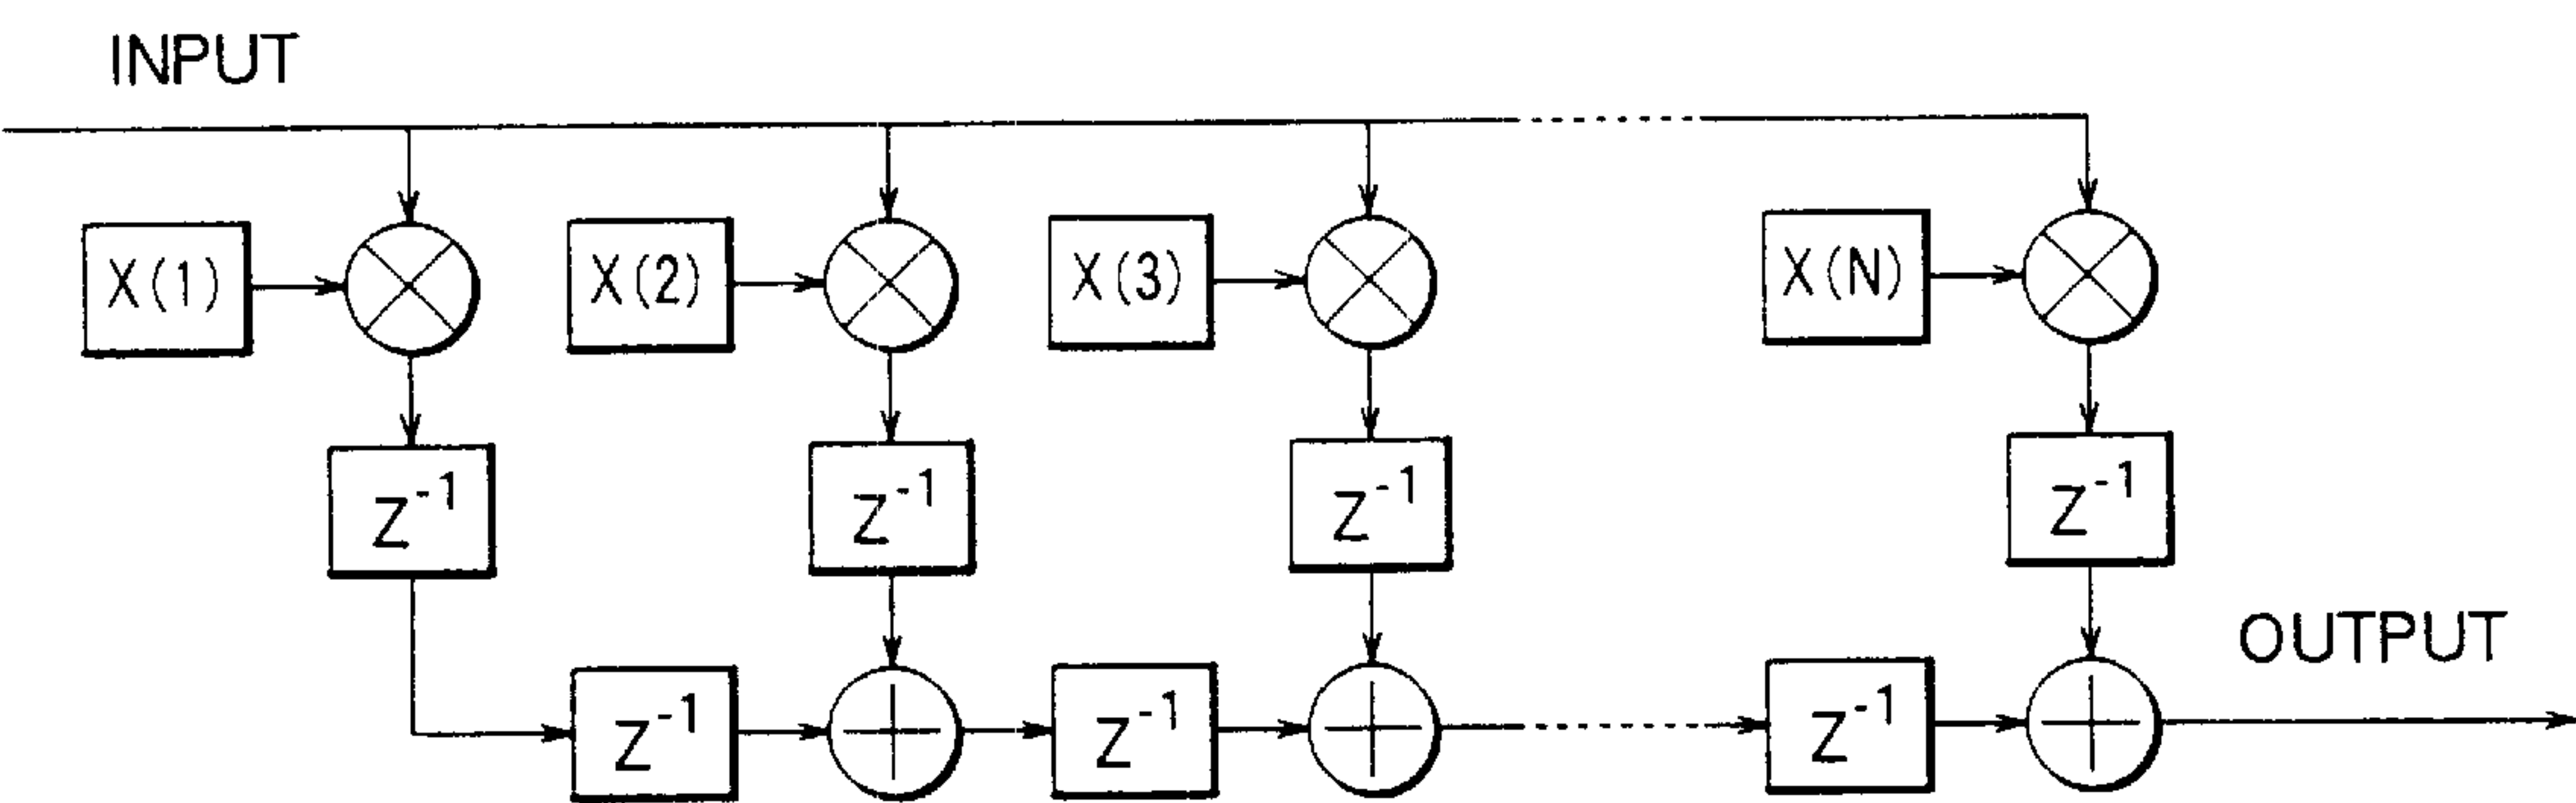 INPUT
X(1) X(2) X(3) X(N)
Z⁻¹ Z⁻¹ Z⁻¹ Z⁻¹
Z⁻¹ Z⁻¹ Z⁻¹ OUTPUT